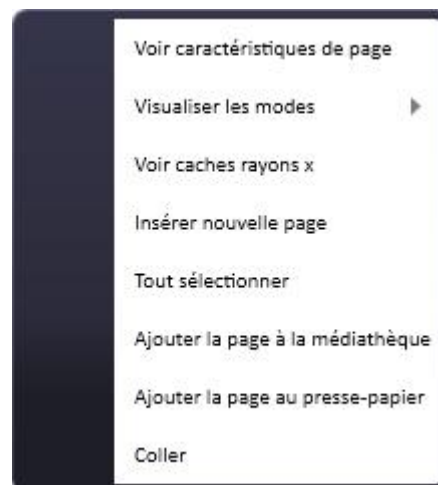 Voir caractéristiques de page
Visualiser les modes
Voir caches rayons x
Insérer nouvelle page
Tout sélectionner
Ajouter la page à la médiathèque
Ajouter la page au presse-papier
Coller